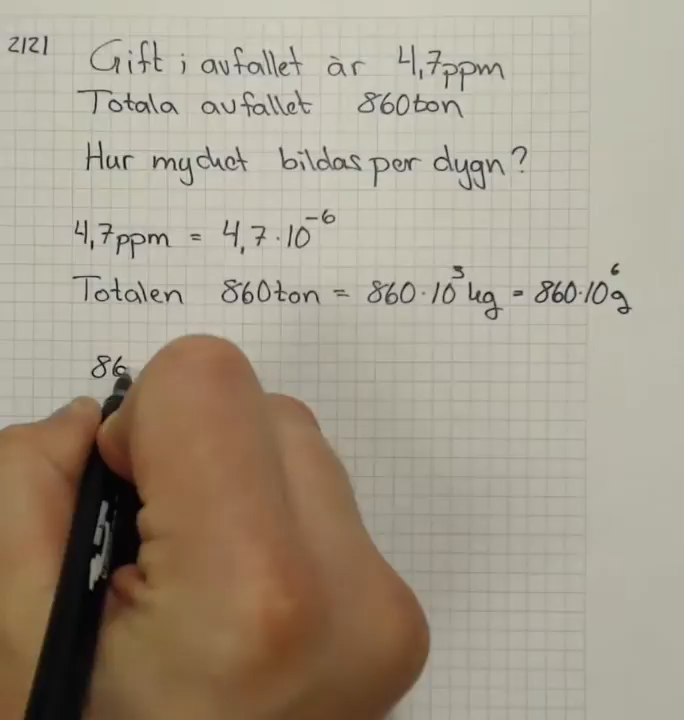 2121
Gift i avfallet är 4,7ppm
Totala avfallet 860ton
Hur mycket bildas per dygn?
4,7ppm = 4,7·10⁻⁶
Totalen 860ton = 860·10³kg = 860·10⁶g
86